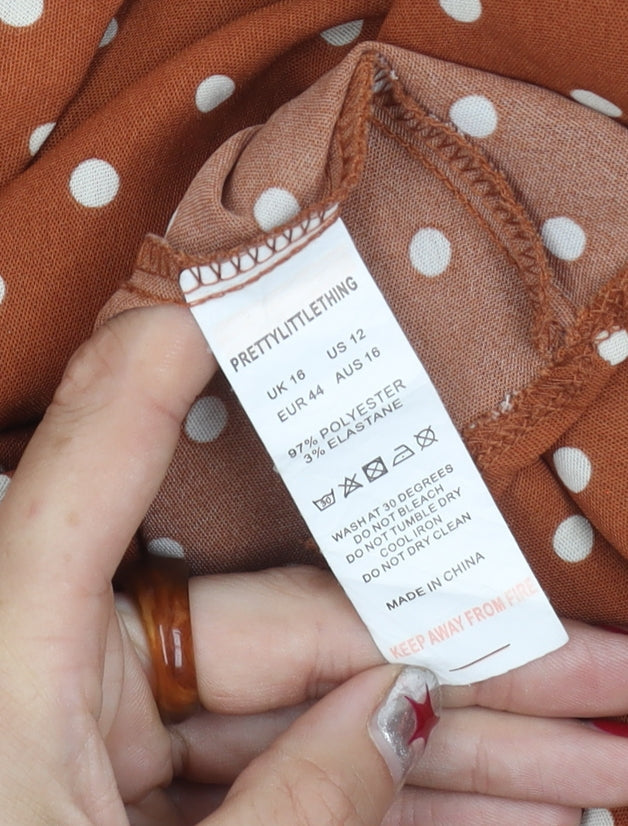 PRETTYLITTLETHING
UK 16 US 12
EUR 44 AUS 16
97% POLYESTER
3% ELASTANE
30
WASH AT 30 DEGREES
DO NOT BLEACH
DO NOT TUMBLE DRY
COOL IRON
DO NOT DRY CLEAN
MADE IN CHINA
KEEP AWAY FROM FIRE